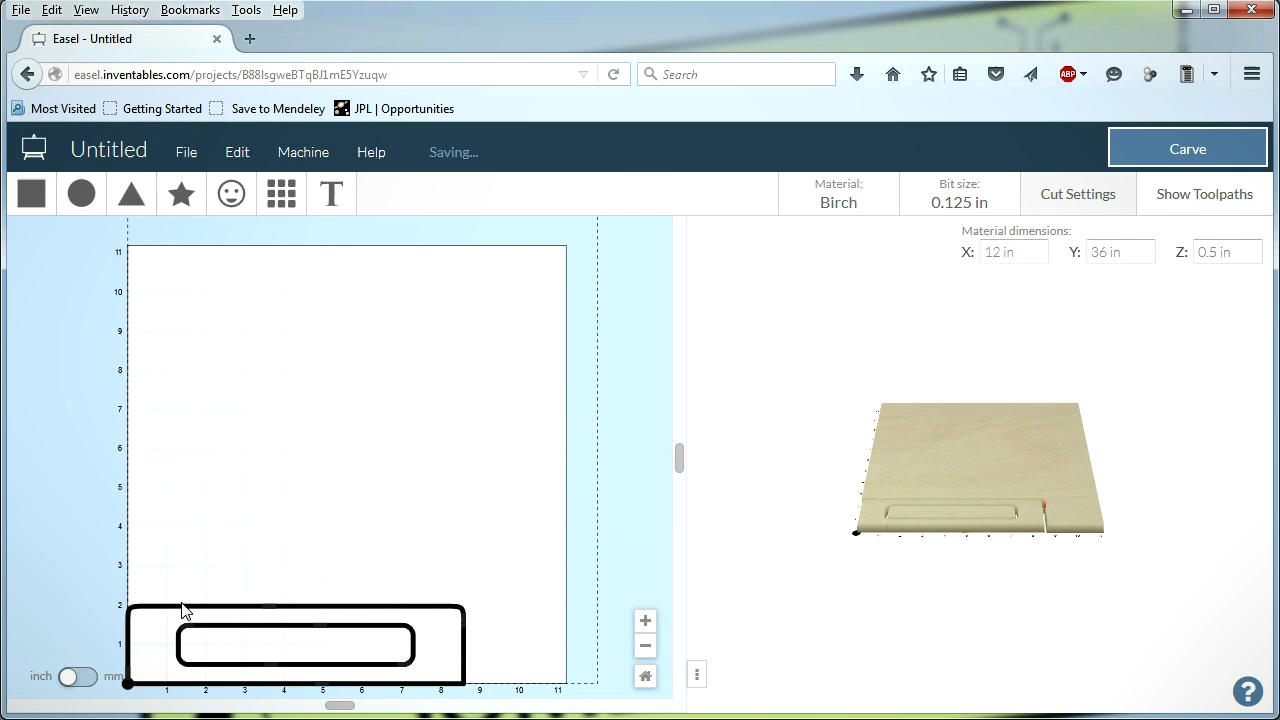 File Edit View History Bookmarks Tools Help
Easel - Untitled
easel.inventables.com/projects/B88IsgweBTqBJ1mE5Yzuqw
Search
ABP
Most Visited Getting Started Save to Mendeley JPL | Opportunities
Untitled File Edit Machine Help Saving... Carve
T
Material:
Birch
Bit size:
0.125 in
Cut Settings
Show Toolpaths
Material dimensions:
X: 12 in Y: 36 in Z: 0.5 in
11
10
9
8
7
6
5
4
3
2
1
inch mm
1 2 3 4 5 6 7 8 9 10 11
+
−
?